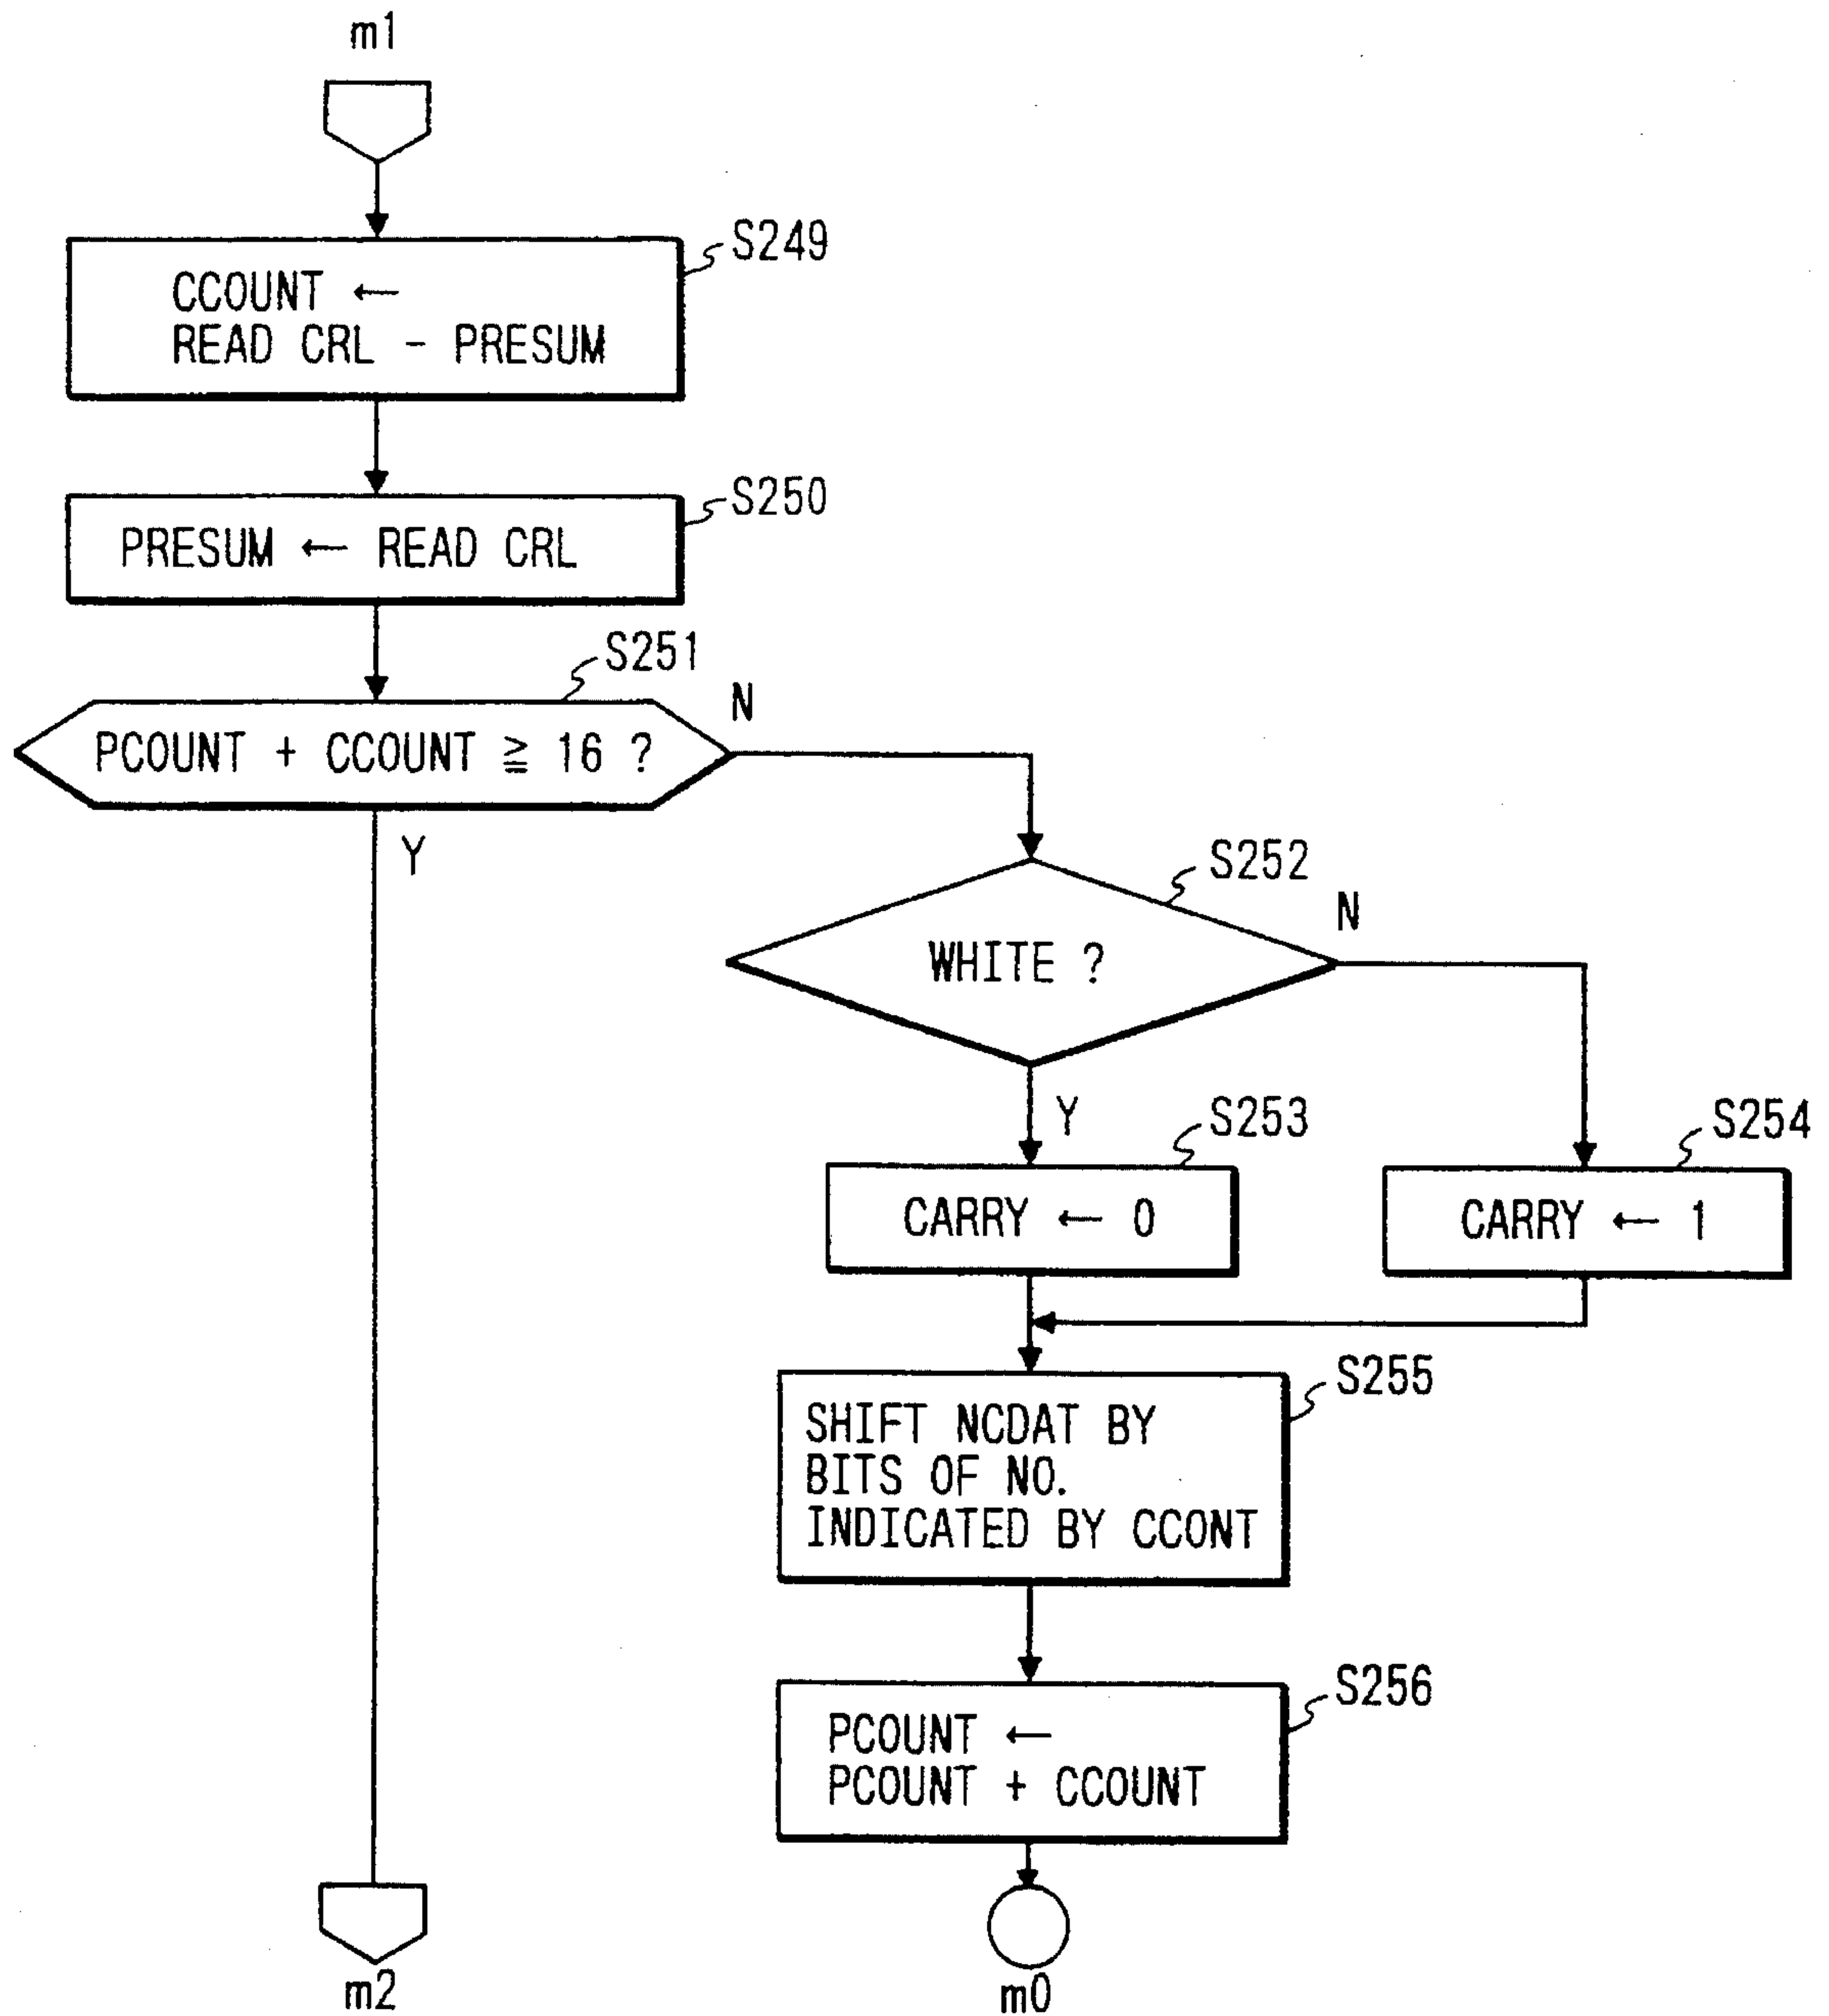 m1
S249
CCOUNT ←
READ CRL - PRESUM
S250
PRESUM ← READ CRL
S251
PCOUNT + CCOUNT ≧ 16 ?
N
Y
S252
WHITE ?
N
Y
S253
CARRY ← 0
S254
CARRY ← 1
S255
SHIFT NCDAT BY
BITS OF NO.
INDICATED BY CCONT
S256
PCOUNT ←
PCOUNT + CCOUNT
m2
m0